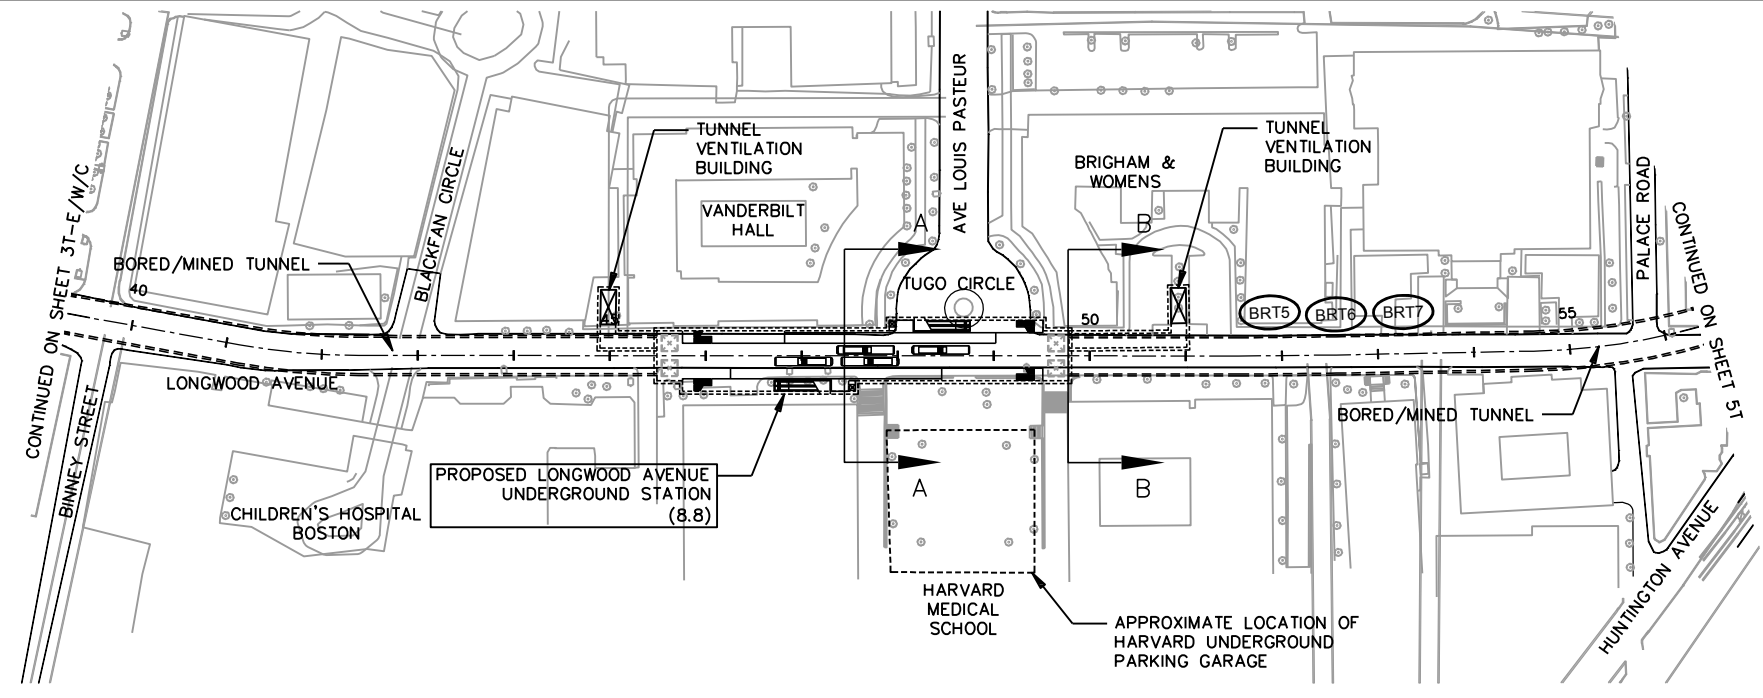 AVE LOUIS PASTEUR
TUNNEL
VENTILATION
BUILDING
TUNNEL
VENTILATION
BUILDING
BRIGHAM &
WOMENS
VANDERBILT
HALL
A
B
BLACKFAN CIRCLE
PALACE ROAD
CONTINUED ON SHEET 3T-E/W/C
BORED/MINED TUNNEL
TUGO CIRCLE
CONTINUED ON SHEET 5T
40
45
50
BRT5
BRT6
BRT7
55
LONGWOOD AVENUE
BINNEY STREET
BORED/MINED TUNNEL
PROPOSED LONGWOOD AVENUE
UNDERGROUND STATION
(8.8)
A
B
CHILDREN'S HOSPITAL
BOSTON
HUNTINGTON AVENUE
HARVARD
MEDICAL
SCHOOL
APPROXIMATE LOCATION OF
HARVARD UNDERGROUND
PARKING GARAGE